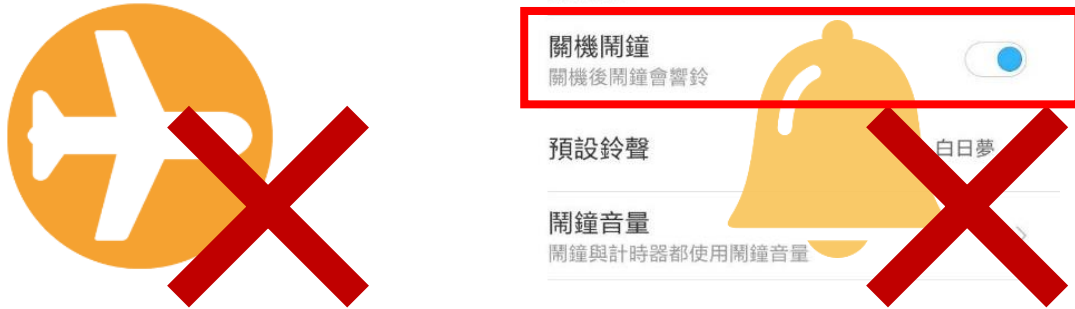 關機鬧鐘
關機後鬧鐘會響鈴
預設鈴聲
白日夢
鬧鐘音量
鬧鐘與計時器都使用鬧鐘音量